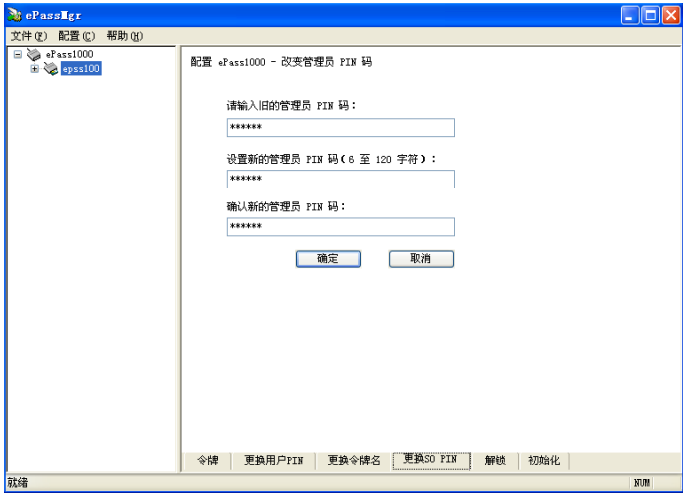 ePassMgr
文件(F) 配置(C) 帮助(H)
ePass1000
epss100
配置 ePass1000 - 改变管理员 PIN 码
请输入旧的管理员 PIN 码：
******
设置新的管理员 PIN 码(6 至 120 字符)：
******
确认新的管理员 PIN 码：
******
确定 取消
令牌 更换用户PIN 更换令牌名 更换SO PIN 解锁 初始化
就绪 NUM